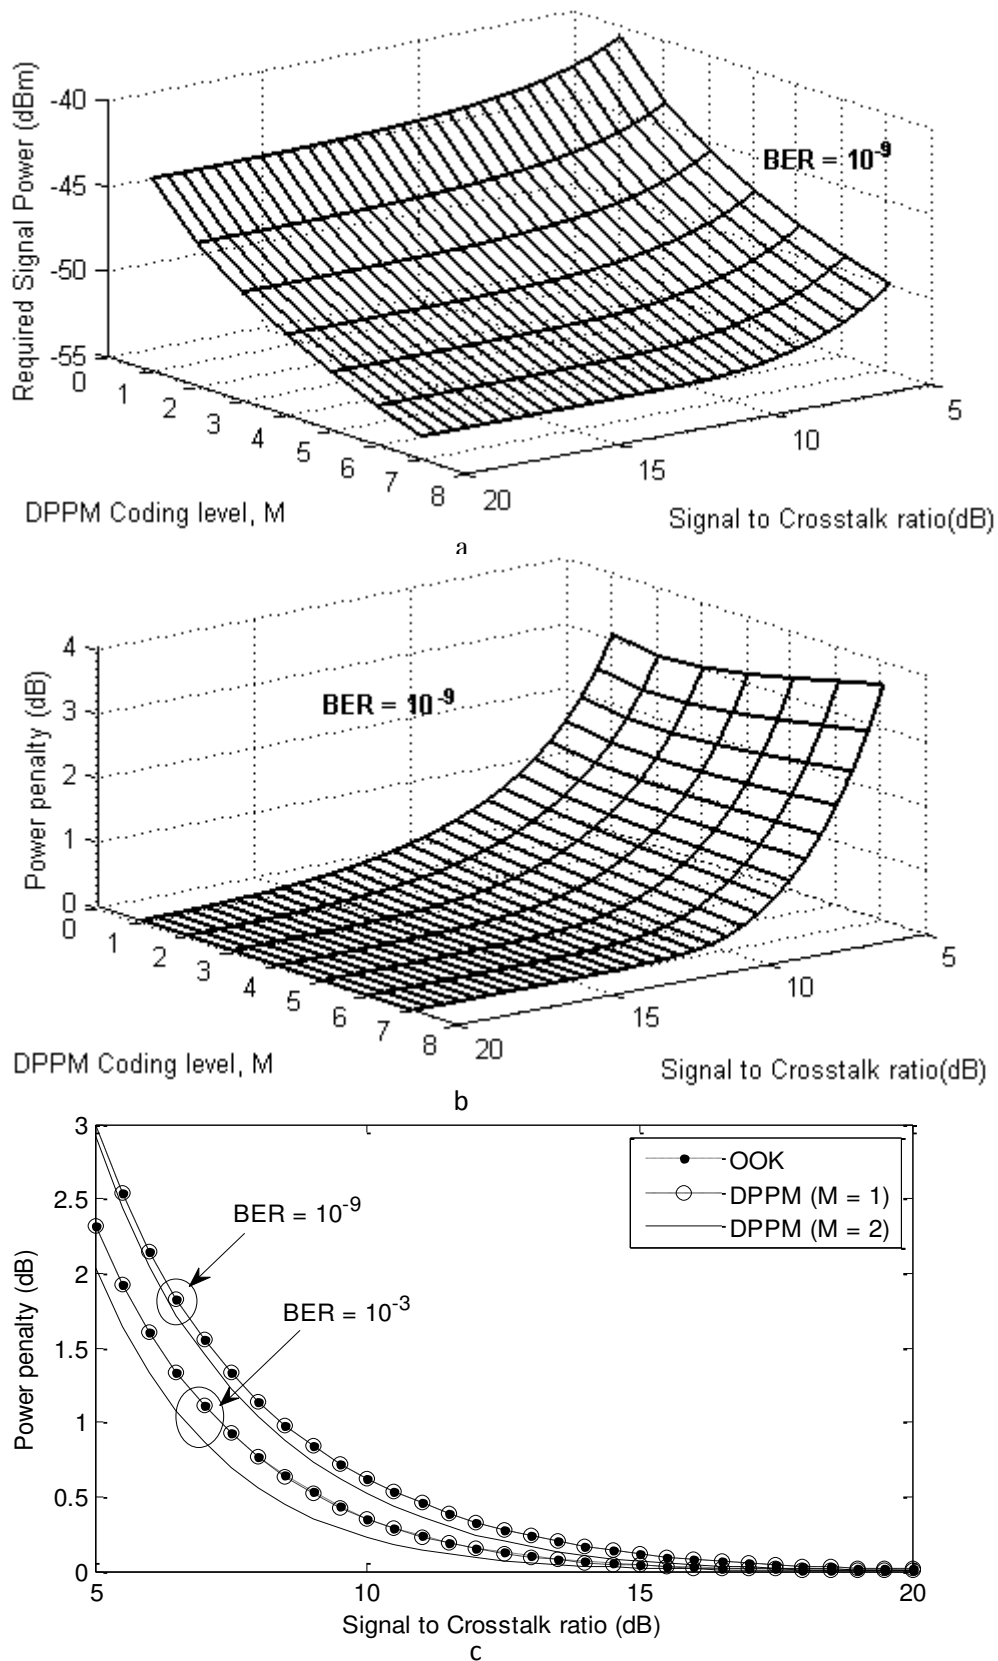 Required Signal Power (dBm)
-40
-45
-50
-55
BER = 10-9
0
1
2
3
4
5
6
7
8
20
15
10
5
DPPM Coding level, M
Signal to Crosstalk ratio(dB)
a
Power penalty (dB)
4
3
2
1
0
BER = 10-9
0
1
2
3
4
5
6
7
8
20
15
10
5
DPPM Coding level, M
Signal to Crosstalk ratio(dB)
b
Power penalty (dB)
3
2.5
2
1.5
1
0.5
0
OOK
DPPM (M = 1)
DPPM (M = 2)
BER = 10-9
BER = 10-3
5
10
15
20
Signal to Crosstalk ratio (dB)
c